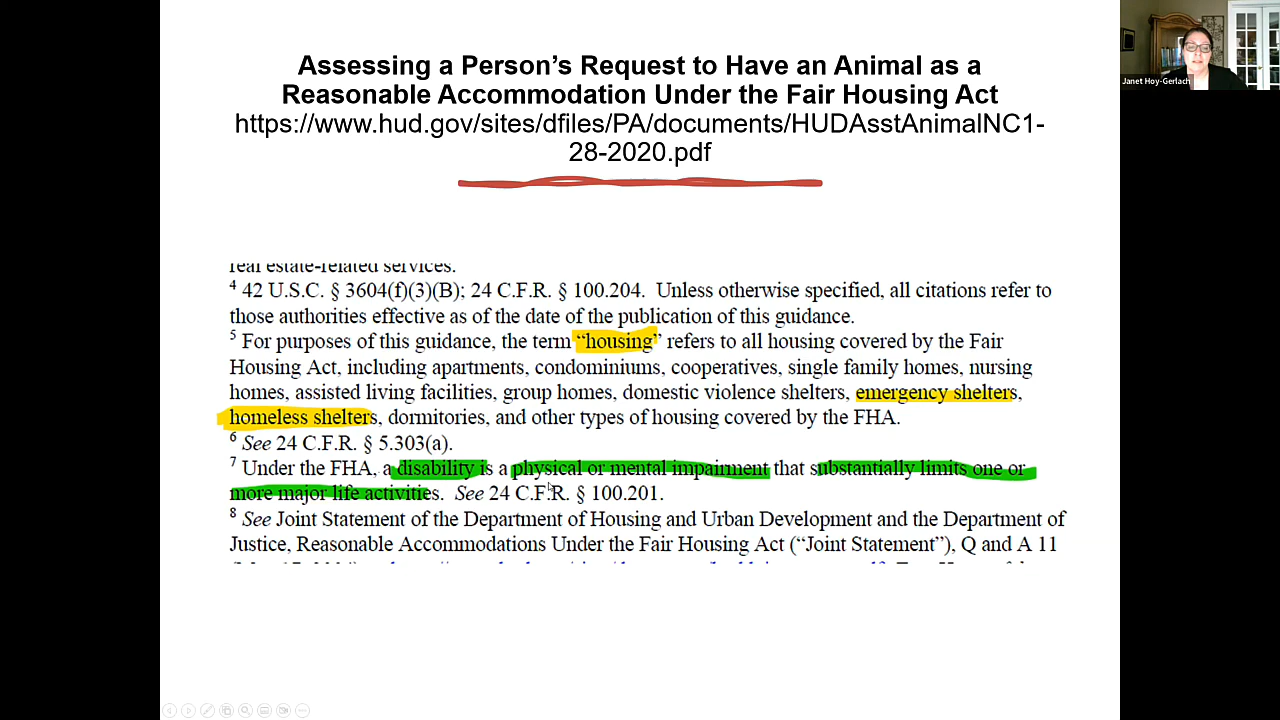 Assessing a Person's Request to Have an Animal as a
Reasonable Accommodation Under the Fair Housing Act
https://www.hud.gov/sites/dfiles/PA/documents/HUDAsstAnimalNC1-
28-2020.pdf
Janet Hoy-Gerlach
real estate-related services.
4 42 U.S.C. § 3604(f)(3)(B); 24 C.F.R. § 100.204. Unless otherwise specified, all citations refer to
those authorities effective as of the date of the publication of this guidance.
5 For purposes of this guidance, the term “housing” refers to all housing covered by the Fair
Housing Act, including apartments, condominiums, cooperatives, single family homes, nursing
homes, assisted living facilities, group homes, domestic violence shelters, emergency shelters,
homeless shelters, dormitories, and other types of housing covered by the FHA.
6 See 24 C.F.R. § 5.303(a).
7 Under the FHA, a disability is a physical or mental impairment that substantially limits one or
more major life activities. See 24 C.F.R. § 100.201.
8 See Joint Statement of the Department of Housing and Urban Development and the Department of
Justice, Reasonable Accommodations Under the Fair Housing Act (“Joint Statement”), Q and A 11